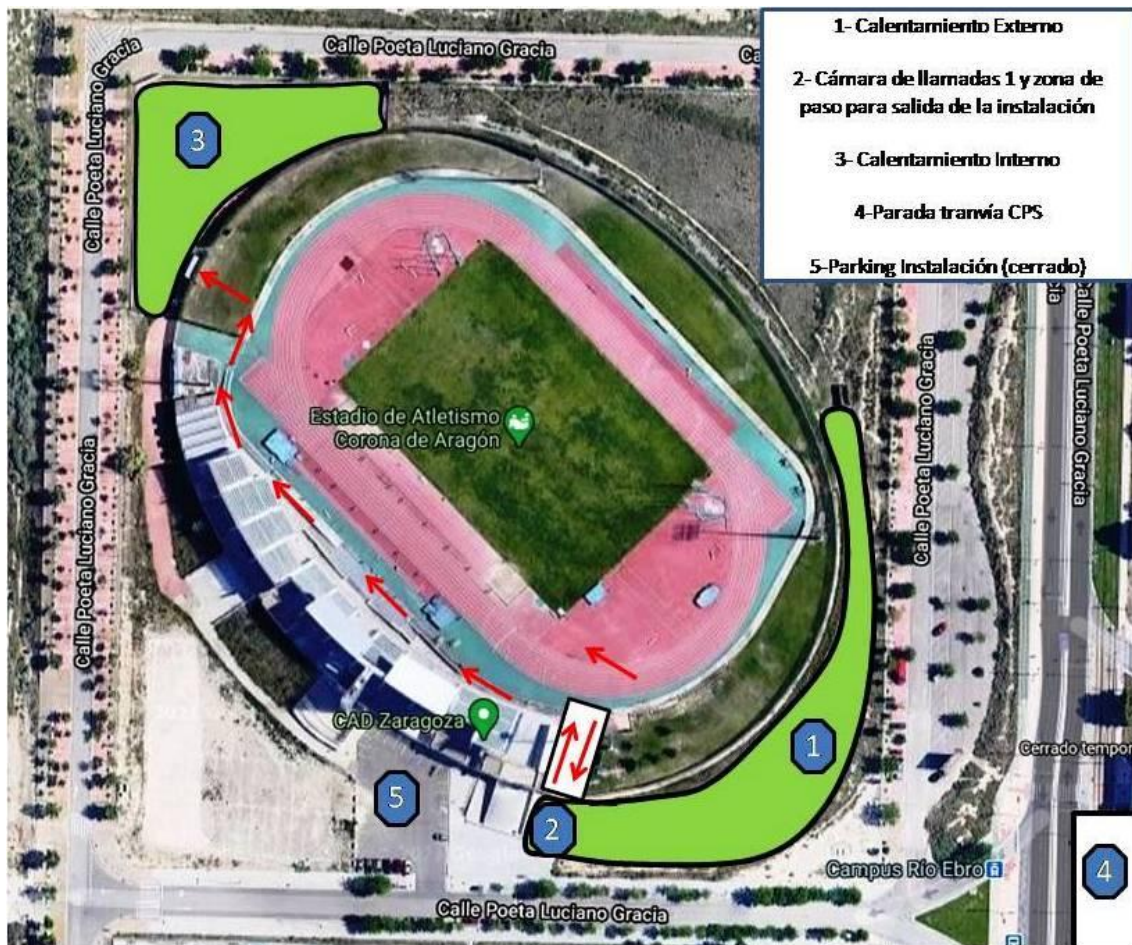 1- Calentamiento Externo
2- Cámara de llamadas 1 y zona de
paso para salida de la instalación
3- Calentamiento Interno
4-Parada tranvía CPS
5-Parking Instalación (cerrado)
Calle Poeta Luciano Gracia
Ca
Calle Poeta Luciano Gracia
3
Calle Poeta Luciano Gracia
Estadio de Atletismo
Corona de Aragón
Calle Poeta Luciano Gracia
Calle Poeta Luciano Gracia
cia
Calle Poeta Luciano Gracia
CAD Zaragoza
1
Cerrado tempor
5
2
Campus Río Ebro
4
Calle Poeta Luciano Gracia